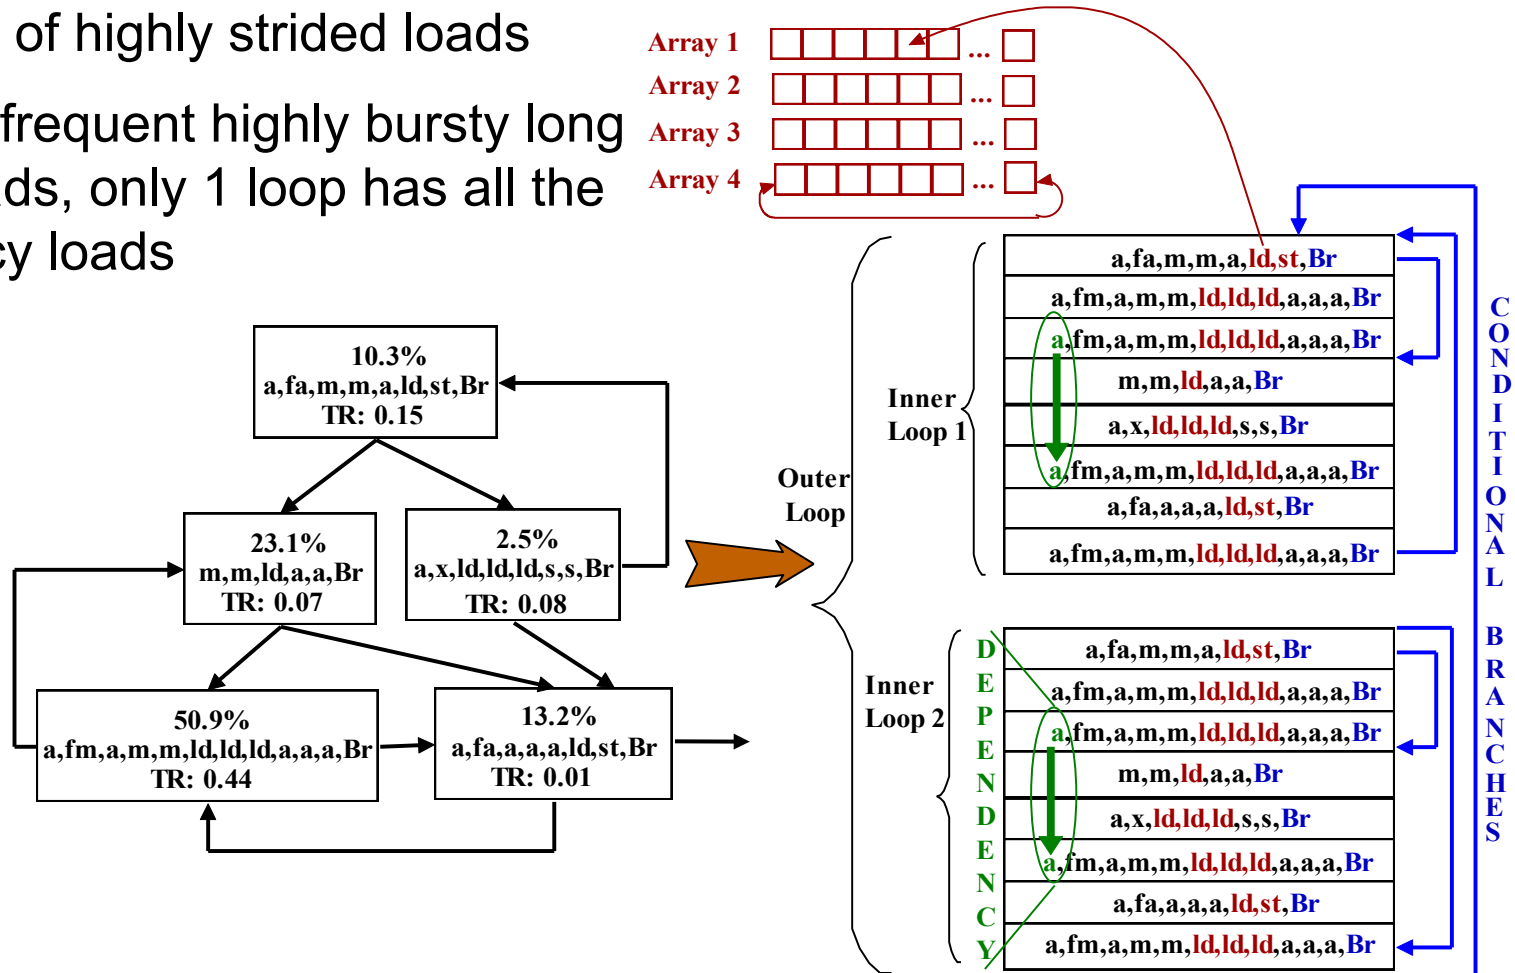 of highly strided loads
frequent highly bursty long
ads, only 1 loop has all the
cy loads
Array 1 ...
Array 2 ...
Array 3 ...
Array 4 ...
10.3%
a,fa,m,m,a,ld,st,Br
TR: 0.15
23.1%
m,m,ld,a,a,Br
TR: 0.07
2.5%
a,x,ld,ld,ld,s,s,Br
TR: 0.08
50.9%
a,fm,a,m,m,ld,ld,ld,a,a,a,Br
TR: 0.44
13.2%
a,fa,a,a,a,ld,st,Br
TR: 0.01
Outer
Loop
Inner
Loop 1
a,fa,m,m,a,ld,st,Br
a,fm,a,m,m,ld,ld,ld,a,a,a,Br
a,fm,a,m,m,ld,ld,ld,a,a,a,Br
m,m,ld,a,a,Br
a,x,ld,ld,ld,s,s,Br
a,fm,a,m,m,ld,ld,ld,a,a,a,Br
a,fa,a,a,a,ld,st,Br
a,fm,a,m,m,ld,ld,ld,a,a,a,Br
Inner
Loop 2
DEPENDENCY
a,fa,m,m,a,ld,st,Br
a,fm,a,m,m,ld,ld,ld,a,a,a,Br
a,fm,a,m,m,ld,ld,ld,a,a,a,Br
m,m,ld,a,a,Br
a,x,ld,ld,ld,s,s,Br
a,fm,a,m,m,ld,ld,ld,a,a,a,Br
a,fa,a,a,a,ld,st,Br
a,fm,a,m,m,ld,ld,ld,a,a,a,Br
CONDITIONAL BRANCHES